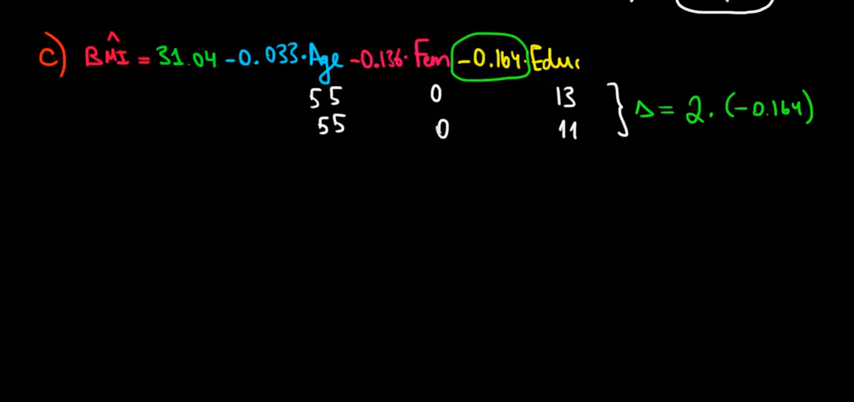 c) BMI^ = 31.04 -0.033·Age -0.136·Fem -0.164·Educ
55 0 13 } Δ = 2·(-0.164)
55 0 11